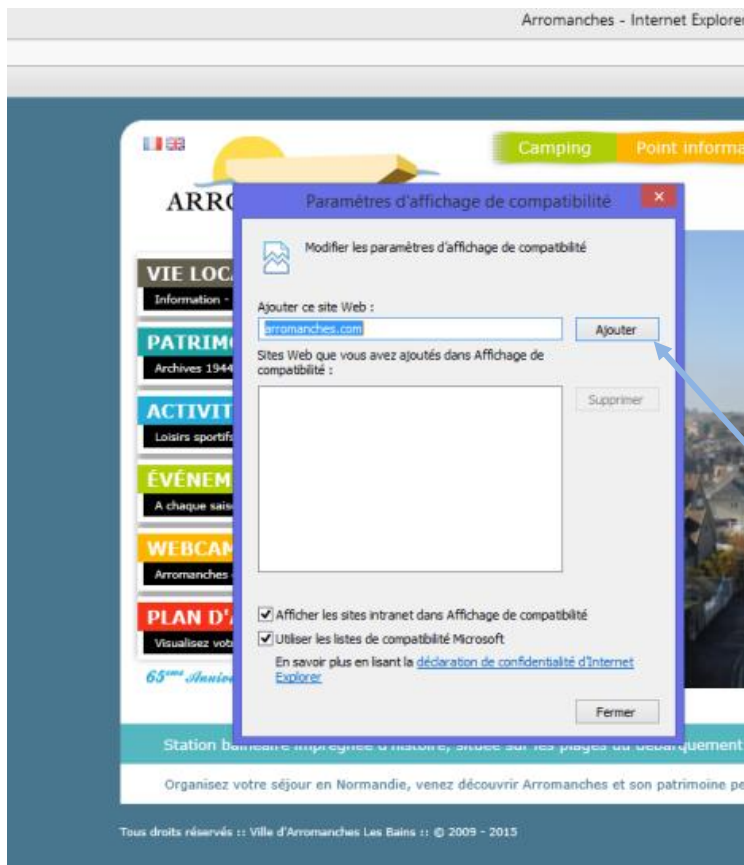 Arromanches - Internet Explorer
Camping
Point informa
ARRO
Paramètres d'affichage de compatibilité
Modifier les paramètres d'affichage de compatibilité
VIE LOC
Information -
Ajouter ce site Web :
arromanches.com
Ajouter
PATRIM
Archives 1944
Sites Web que vous avez ajoutés dans Affichage de
compatibilité :
Supprimer
ACTIVIT
Loisirs sportifs
ÉVÉNEM
A chaque sais
WEBCAM
Arromanches
PLAN D'
Visualisez vot
Afficher les sites intranet dans Affichage de compatibilité
Utiliser les listes de compatibilité Microsoft
En savoir plus en lisant la déclaration de confidentialité d'Internet
Explorer
65ème Anniv
Fermer
Station balnéaire imprégnée d'histoire, située sur les plages du débarquement
Organisez votre séjour en Normandie, venez découvrir Arromanches et son patrimoine pe
Tous droits réservés :: Ville d'Arromanches Les Bains :: © 2009 - 2015